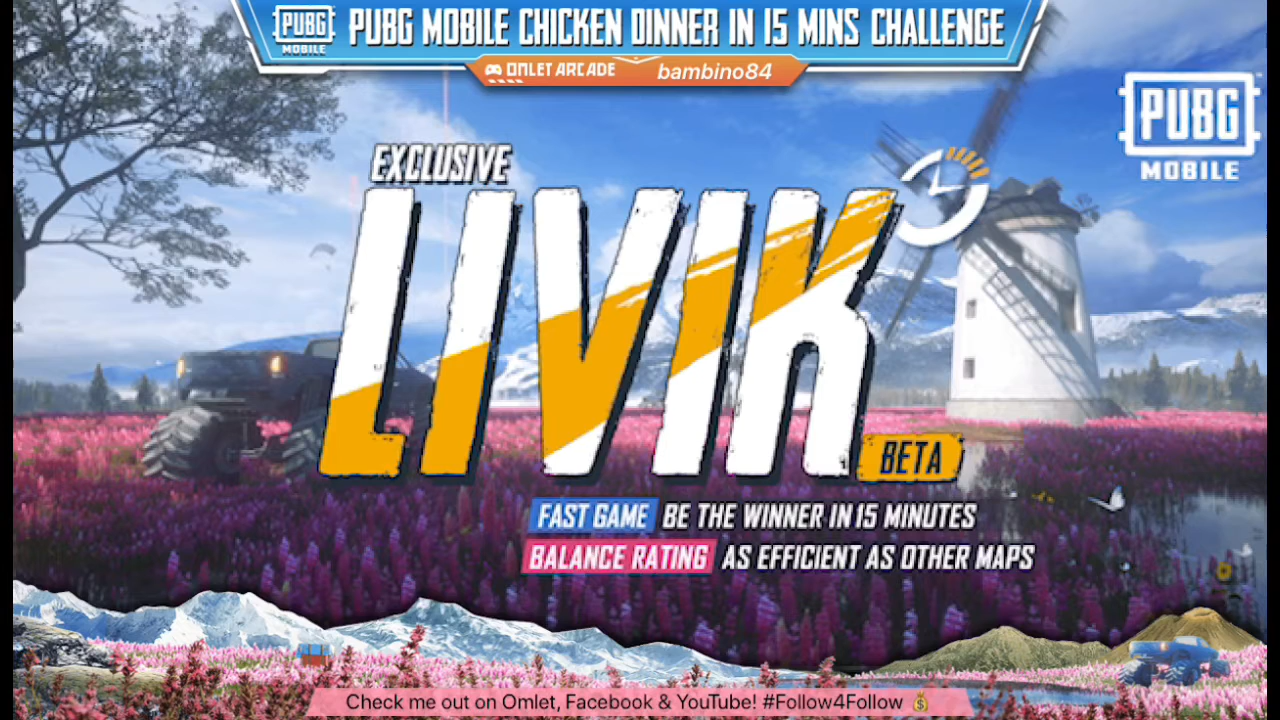 PUBG MOBILE
PUBG MOBILE CHICKEN DINNER IN 15 MINS CHALLENGE
OMLET ARCADE bambino84
PUBG
MOBILE
EXCLUSIVE
LIVIK
BETA
FAST GAME BE THE WINNER IN 15 MINUTES
BALANCE RATING AS EFFICIENT AS OTHER MAPS
Check me out on Omlet, Facebook & YouTube! #Follow4Follow 💰